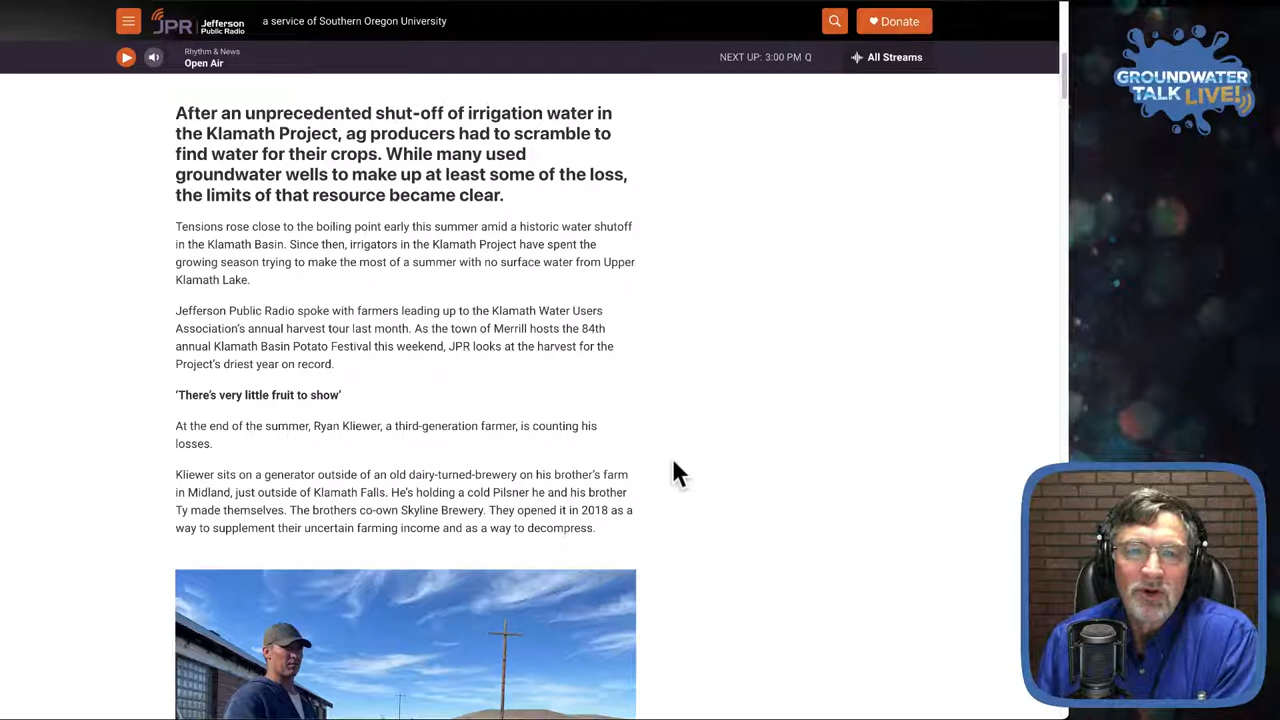 JPR Jefferson Public Radio
a service of Southern Oregon University
Donate
Rhythm & News
Open Air
NEXT UP: 3:00 PM Q
All Streams
GROUNDWATER
TALK LIVE!
After an unprecedented shut-off of irrigation water in
the Klamath Project, ag producers had to scramble to
find water for their crops. While many used
groundwater wells to make up at least some of the loss,
the limits of that resource became clear.
Tensions rose close to the boiling point early this summer amid a historic water shutoff
in the Klamath Basin. Since then, irrigators in the Klamath Project have spent the
growing season trying to make the most of a summer with no surface water from Upper
Klamath Lake.
Jefferson Public Radio spoke with farmers leading up to the Klamath Water Users
Association's annual harvest tour last month. As the town of Merrill hosts the 84th
annual Klamath Basin Potato Festival this weekend, JPR looks at the harvest for the
Project's driest year on record.
‘There's very little fruit to show’
At the end of the summer, Ryan Kliewer, a third-generation farmer, is counting his
losses.
Kliewer sits on a generator outside of an old dairy-turned-brewery on his brother's farm
in Midland, just outside of Klamath Falls. He's holding a cold Pilsner he and his brother
Ty made themselves. The brothers co-own Skyline Brewery. They opened it in 2018 as a
way to supplement their uncertain farming income and as a way to decompress.